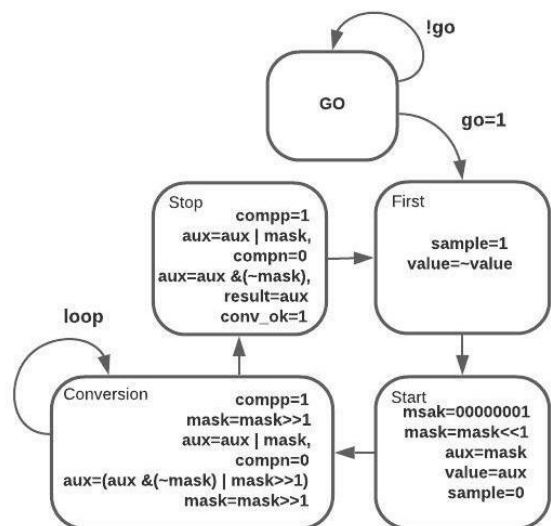 !go
GO
go=1
Stop
compp=1
aux=aux | mask,
compn=0
aux=aux &(~mask),
result=aux
conv_ok=1
First
sample=1
value=~value
loop
Conversion
compp=1
mask=mask>>1
aux=aux | mask,
compn=0
aux=(aux &(~mask) | mask>>1)
mask=mask>>1
Start
msak=00000001
mask=mask<<1
aux=mask
value=aux
sample=0